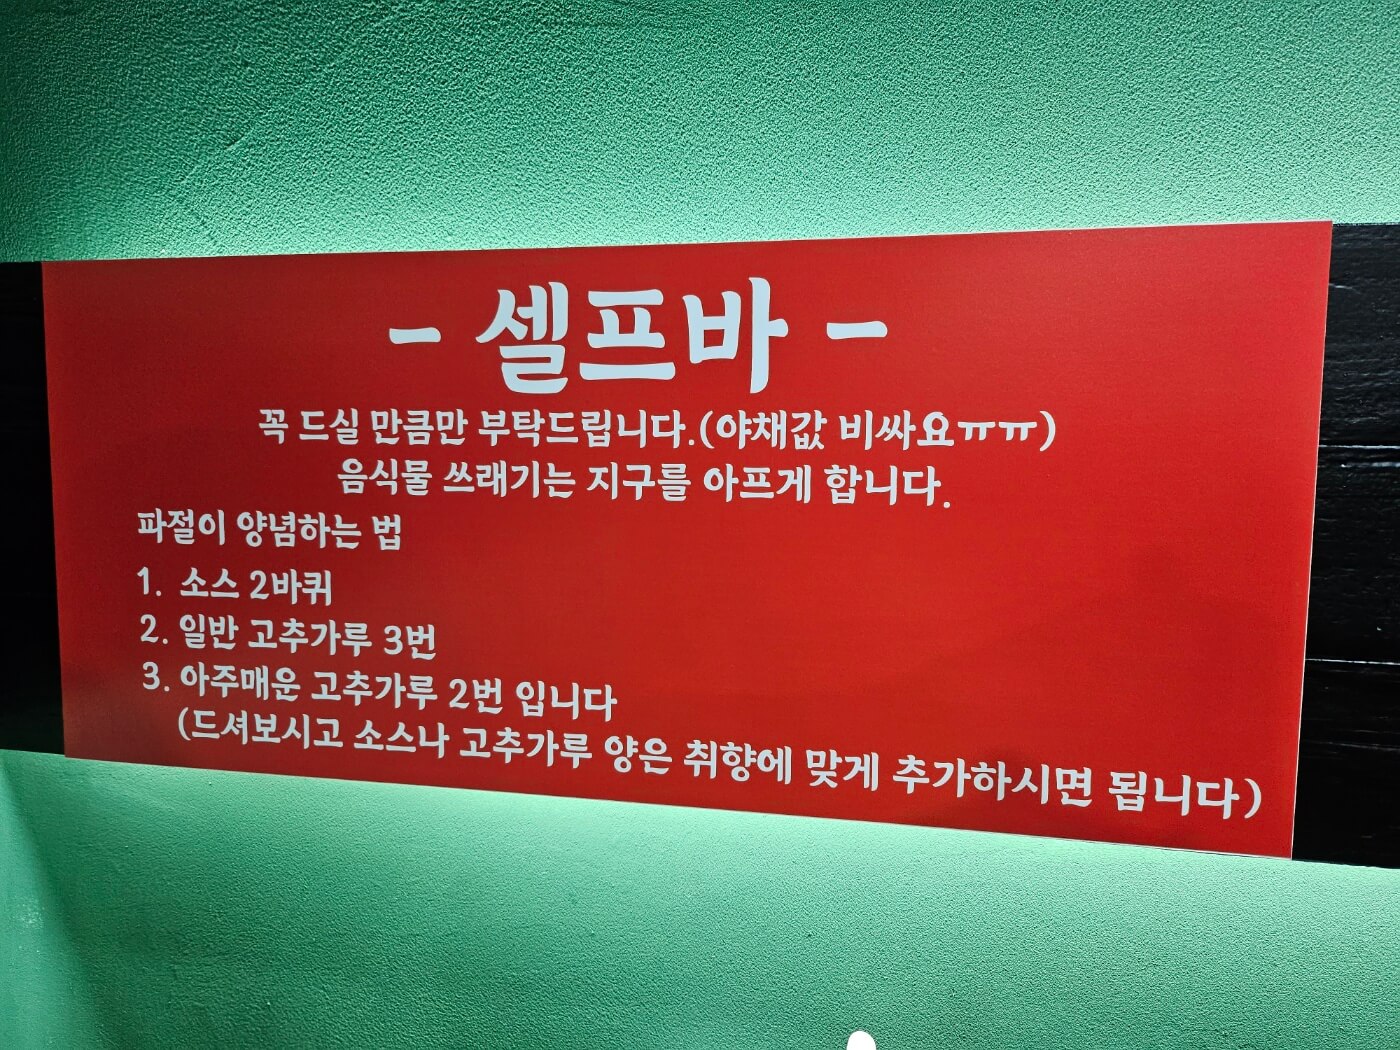 - 셀프바 -
꼭 드실 만큼만 부탁드립니다.(야채값 비싸요ㅠㅠ)
음식물 쓰래기는 지구를 아프게 합니다.
파절이 양념하는 법
1. 소스 2바퀴
2. 일반 고추가루 3번
3. 아주매운 고추가루 2번 입니다
(드셔보시고 소스나 고추가루 양은 취향에 맞게 추가하시면 됩니다)